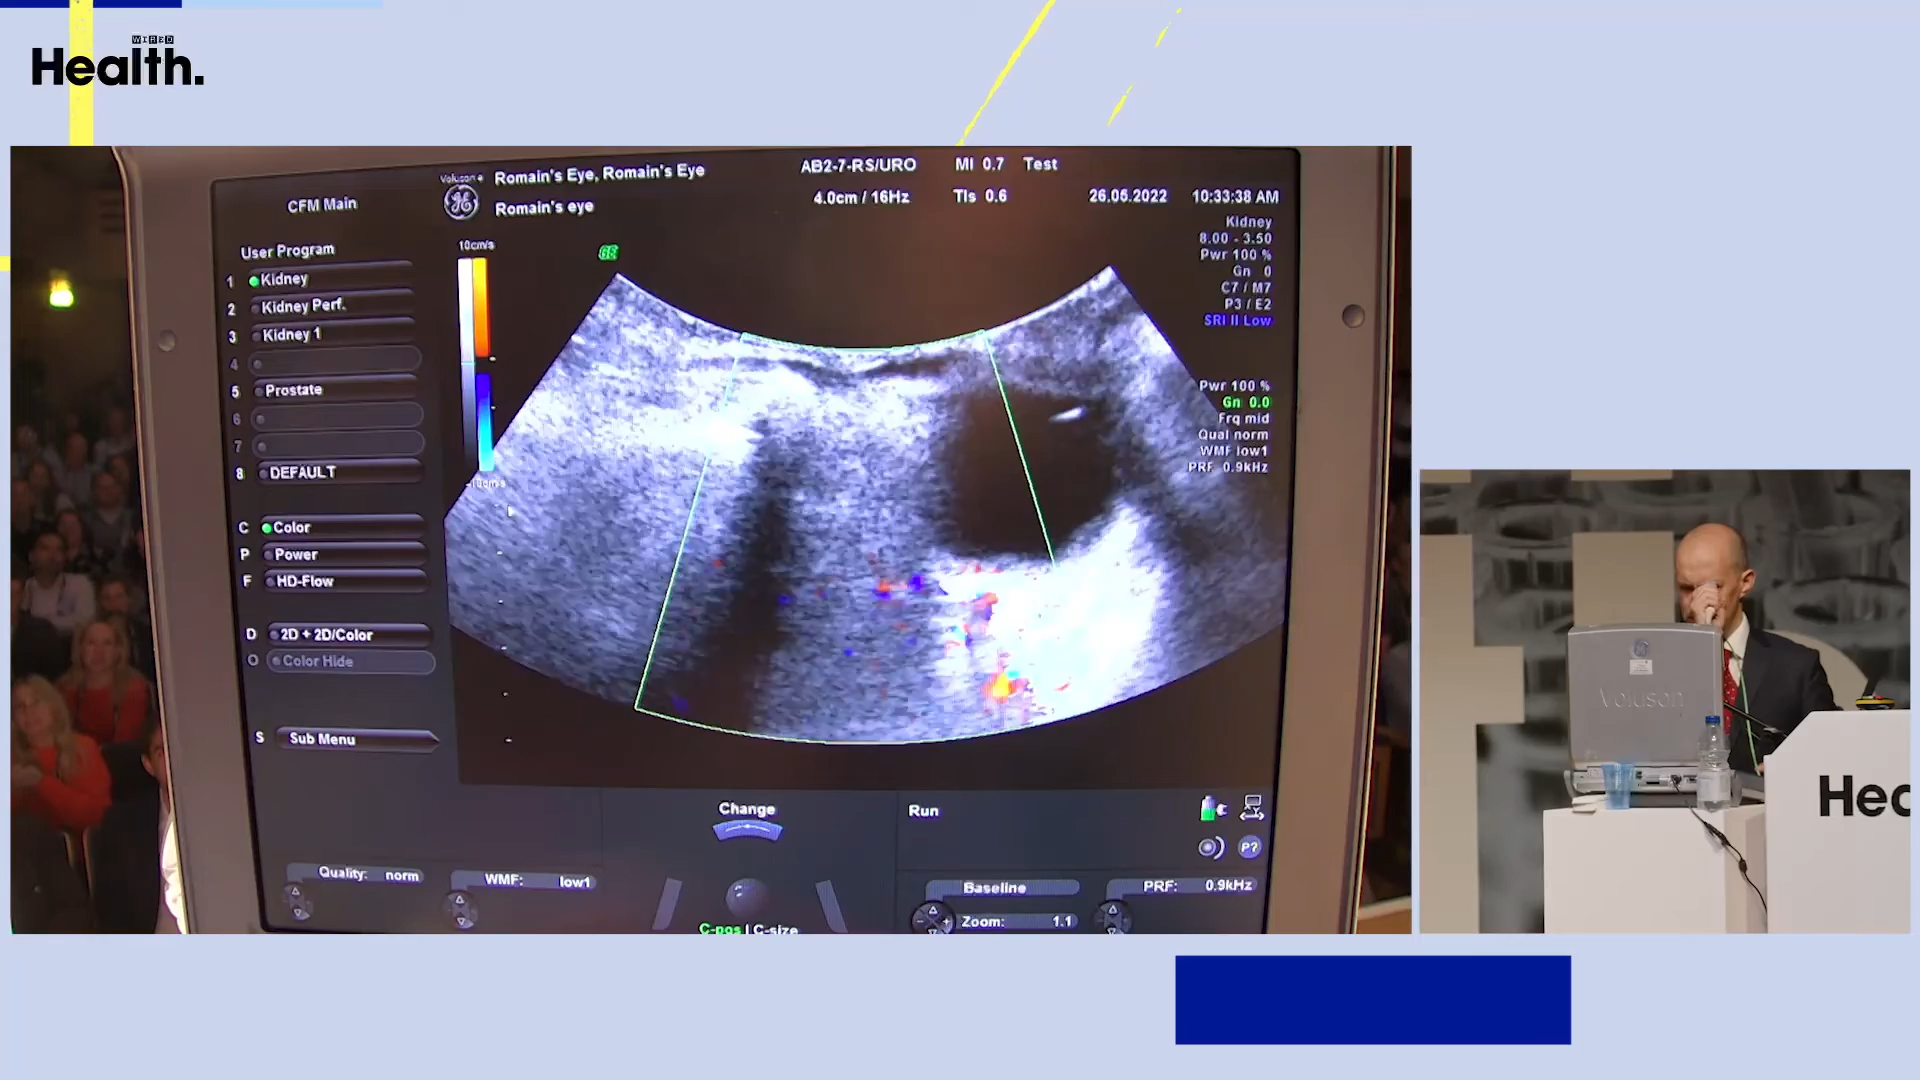 WIRED
Health.
CFM Main
Voluson e
Romain's Eye, Romain's Eye
AB2-7-RS/URO
MI 0.7
Test
Romain's eye
4.0cm / 16Hz
TIs 0.6
26.05.2022
10:33:38 AM
User Program
10cm/s
GE
Kidney
8.00 - 3.50
Pwr 100 %
Gn 0
C7 / M7
P3 / E2
SRI II Low
1 Kidney
2 Kidney Perf.
3 Kidney 1
4
5 Prostate
6
7
8 DEFAULT
-10cm/s
Pwr 100 %
Gn 0.0
Frq mid
Qual norm
WMF low1
PRF 0.9kHz
C Color
P Power
F HD-Flow
D 2D + 2D/Color
O Color Hide
S Sub Menu
Change
Run
P?
Quality: norm
WMF: low1
Baseline
PRF: 0.9kHz
Zoom: 1.1
C-pos | C-size
Voluson
Hea